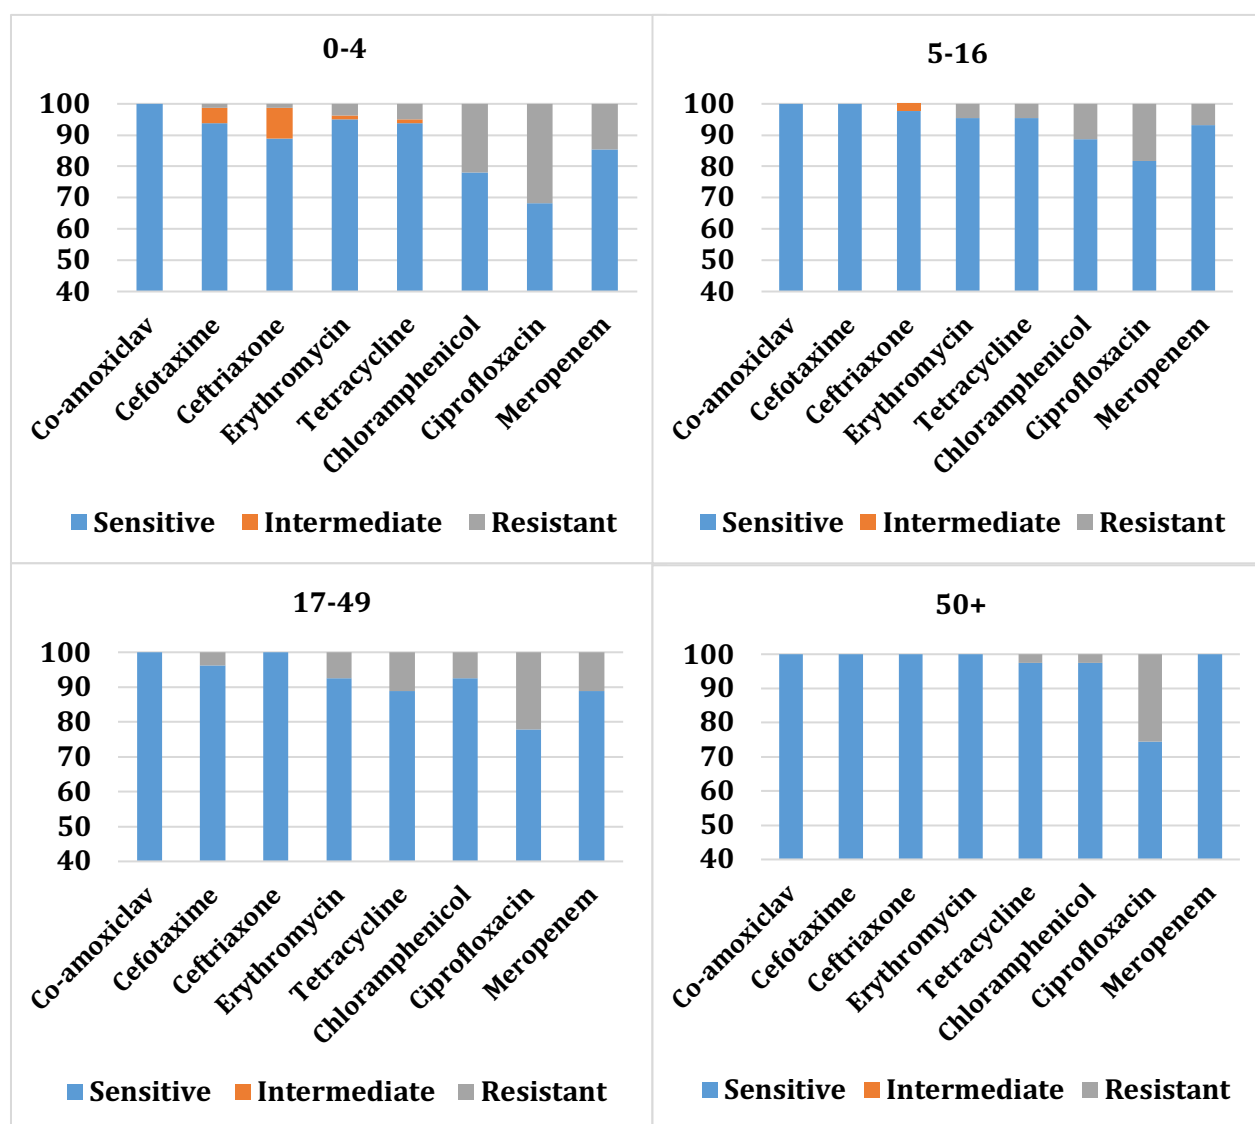 0-4
100
90
80
70
60
50
40
Co-amoxiclav
Cefotaxime
Ceftriaxone
Erythromycin
Tetracycline
Chloramphenicol
Ciprofloxacin
Meropenem
Sensitive Intermediate Resistant
5-16
100
90
80
70
60
50
40
Co-amoxiclav
Cefotaxime
Ceftriaxone
Erythromycin
Tetracycline
Chloramphenicol
Ciprofloxacin
Meropenem
Sensitive Intermediate Resistant
17-49
100
90
80
70
60
50
40
Co-amoxiclav
Cefotaxime
Ceftriaxone
Erythromycin
Tetracycline
Chloramphenicol
Ciprofloxacin
Meropenem
Sensitive Intermediate Resistant
50+
100
90
80
70
60
50
40
Co-amoxiclav
Cefotaxime
Ceftriaxone
Erythromycin
Tetracycline
Chloramphenicol
Ciprofloxacin
Meropenem
Sensitive Intermediate Resistant